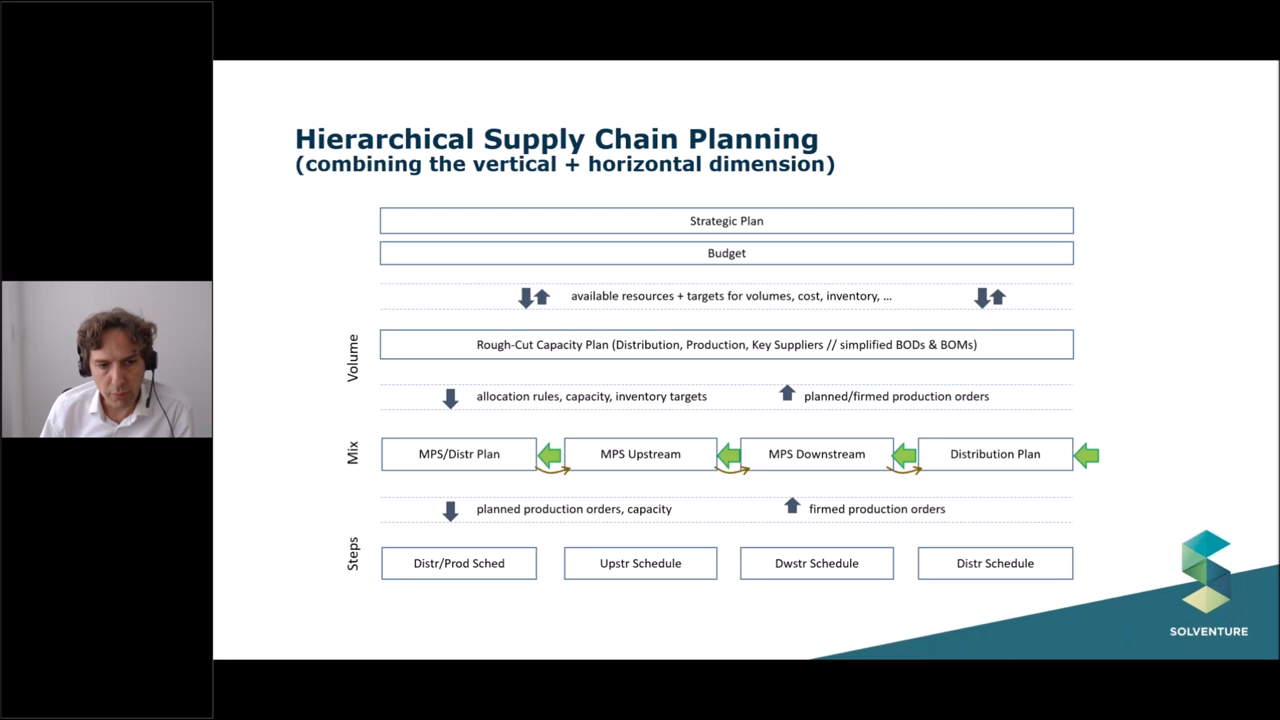 Hierarchical Supply Chain Planning
(combining the vertical + horizontal dimension)
Strategic Plan
Budget
available resources + targets for volumes, cost, inventory, ...
Volume
Rough-Cut Capacity Plan (Distribution, Production, Key Suppliers // simplified BODs & BOMs)
allocation rules, capacity, inventory targets
planned/firmed production orders
Mix
MPS/Distr Plan
MPS Upstream
MPS Downstream
Distribution Plan
planned production orders, capacity
firmed production orders
Steps
Distr/Prod Sched
Upstr Schedule
Dwstr Schedule
Distr Schedule
SOLVENTURE